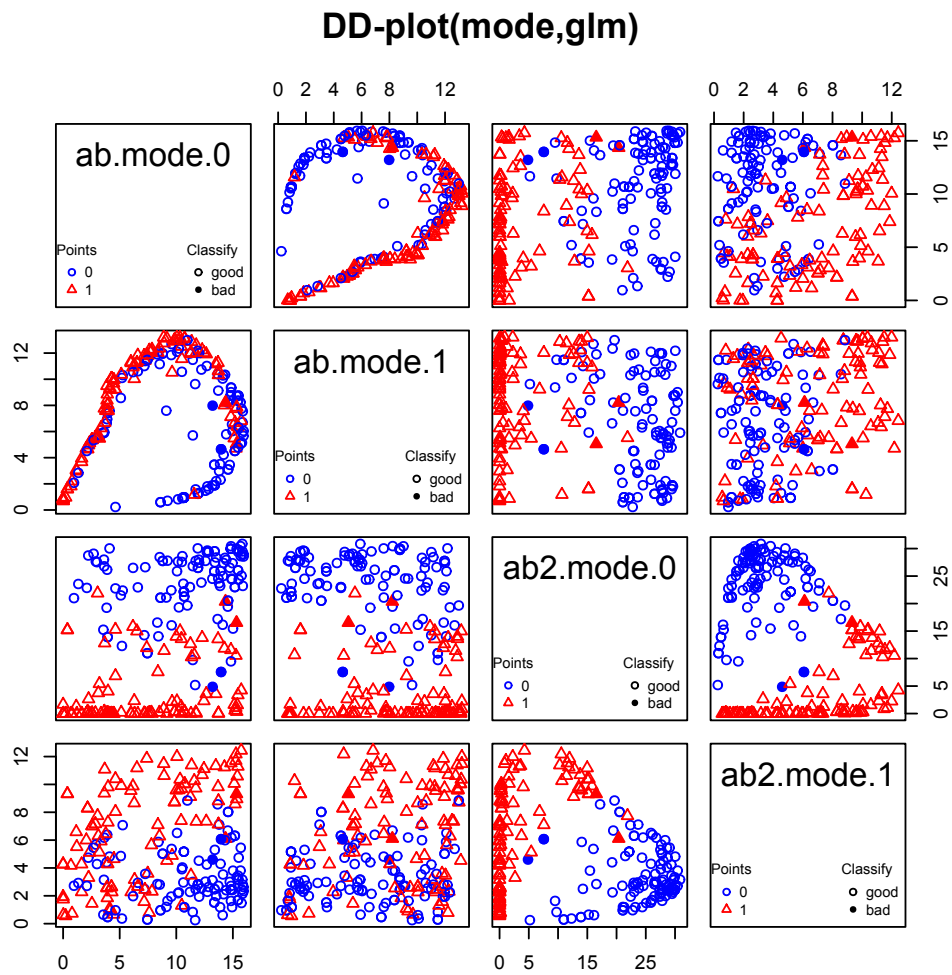 DD-plot(mode,glm)
0 2 4 6 8 12
0 2 4 6 8 12
ab.mode.0
Points Classify
0 good
1 bad
0 5 10 15
0 4 8 12
ab.mode.1
Points Classify
0 good
1 bad
ab2.mode.0
Points Classify
0 good
1 bad
0 5 15 25
0 2 4 6 8 12
ab2.mode.1
Points Classify
0 good
1 bad
0 5 10 15
0 5 15 25